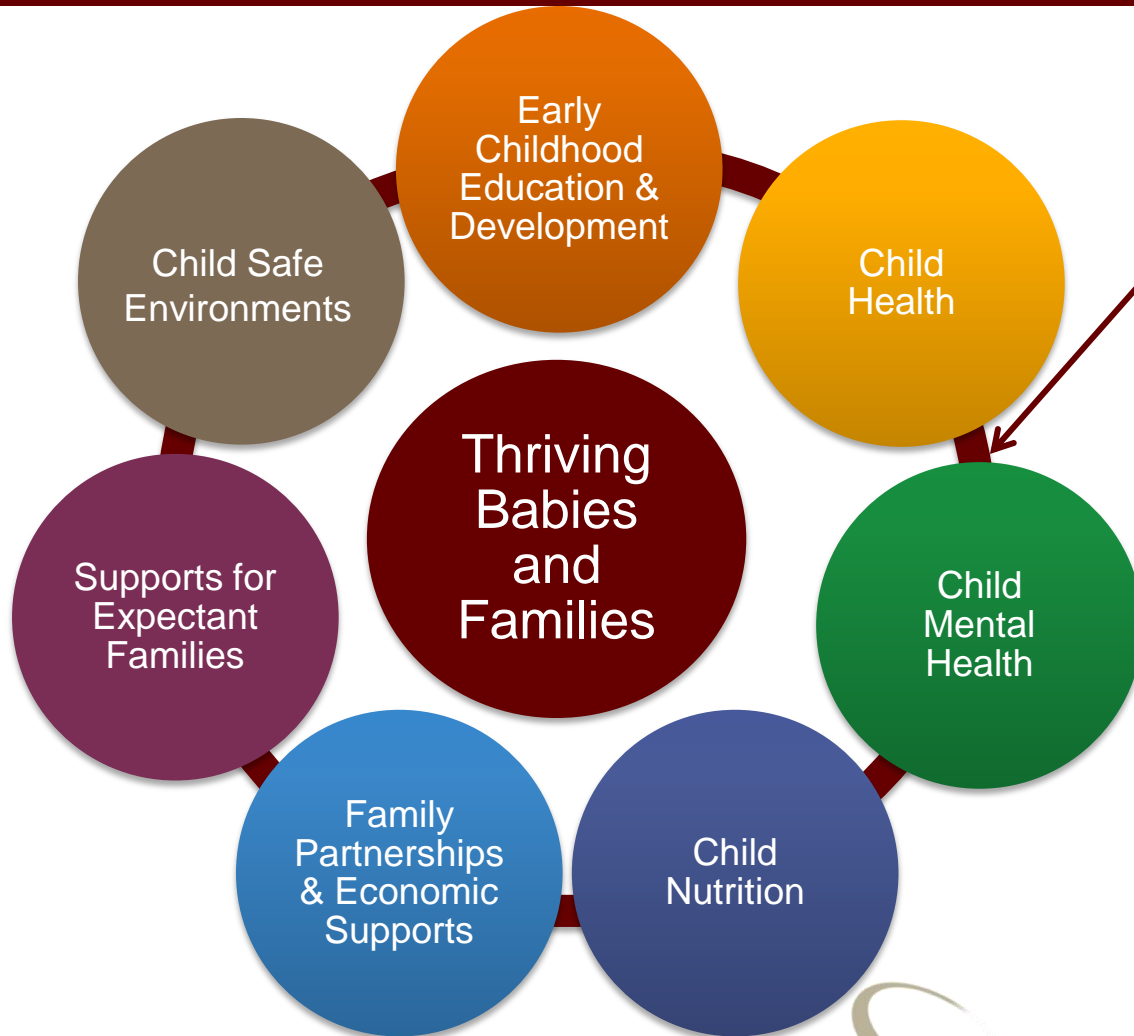 Early
Childhood
Education &
Development
Child
Health
Child
Mental
Health
Child
Nutrition
Family
Partnerships
& Economic
Supports
Supports for
Expectant
Families
Child Safe
Environments
Thriving
Babies
and
Families